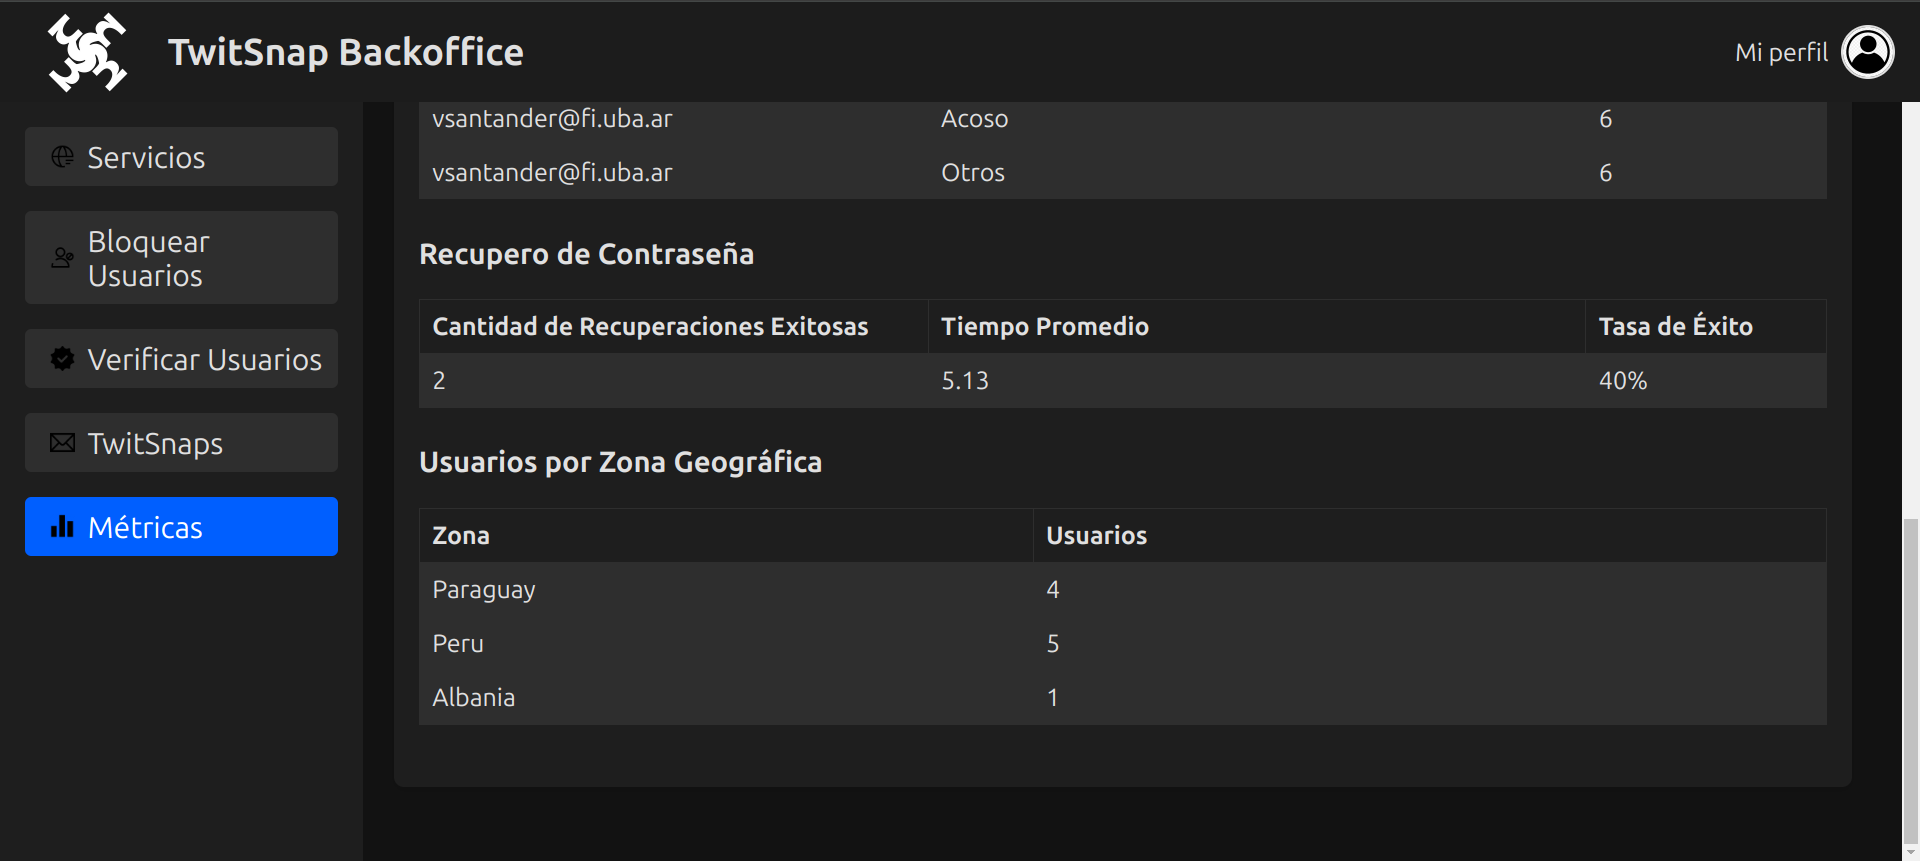 TwitSnap Backoffice
Mi perfil
Servicios
Bloquear
Usuarios
Verificar Usuarios
TwitSnaps
Métricas
vsantander@fi.uba.ar Acoso 6
vsantander@fi.uba.ar Otros 6
Recupero de Contraseña
Cantidad de Recuperaciones Exitosas Tiempo Promedio Tasa de Éxito
2 5.13 40%
Usuarios por Zona Geográfica
Zona Usuarios
Paraguay 4
Peru 5
Albania 1